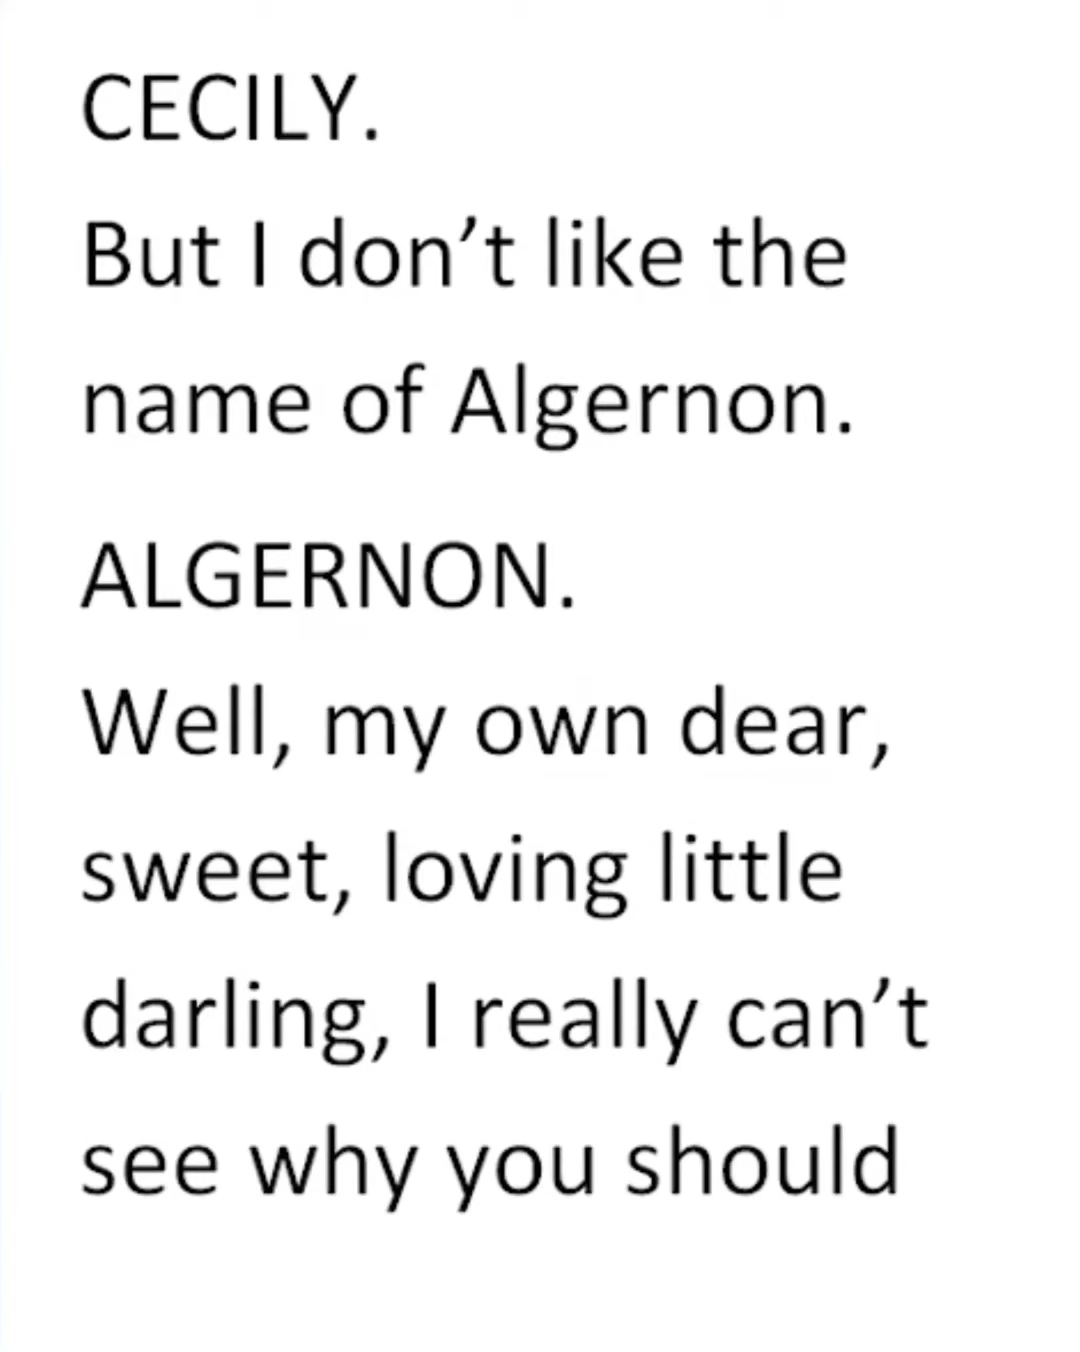 CECILY.
But I don’t like the
name of Algernon.
ALGERNON.
Well, my own dear,
sweet, loving little
darling, I really can’t
see why you should